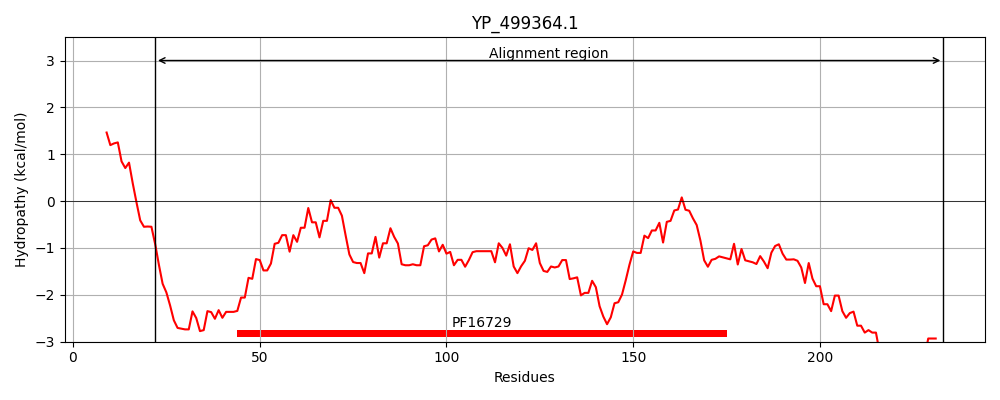 YP_499364.1
Alignment region
Hydropathy (kcal/mol)
3
2
1
0
−1
−2
−3
PF16729
0 50 100 150 200
Residues